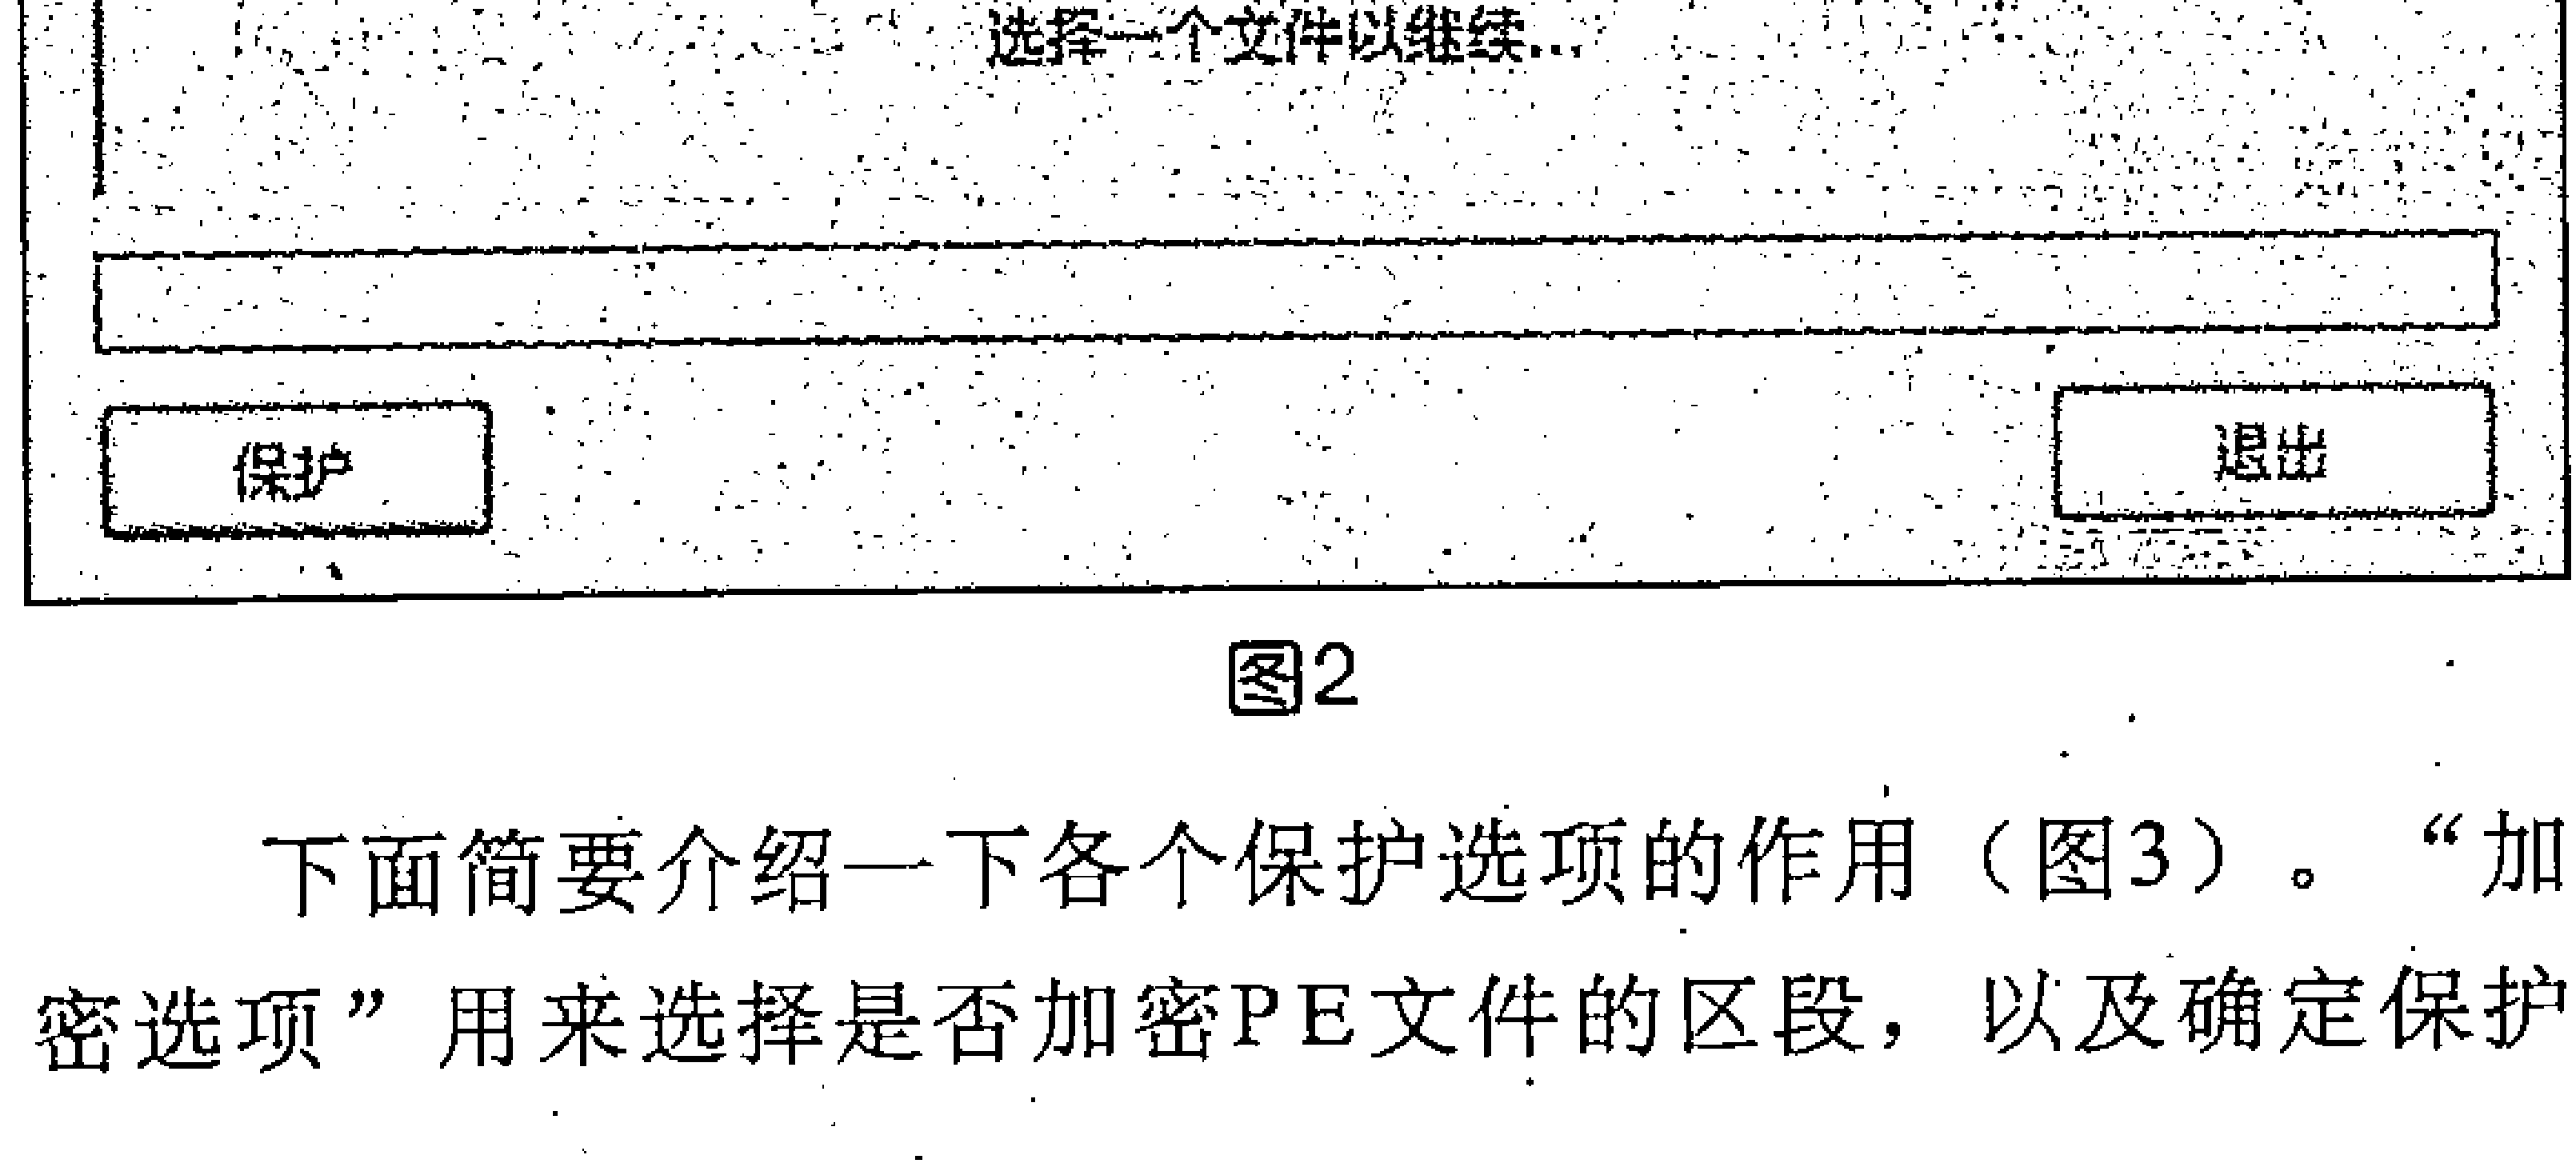 选择一个文件以继续...
保护
退出
图2
下面简要介绍一下各个保护选项的作用（图3）。“加
密选项”用来选择是否加密PE文件的区段，以及确定保护